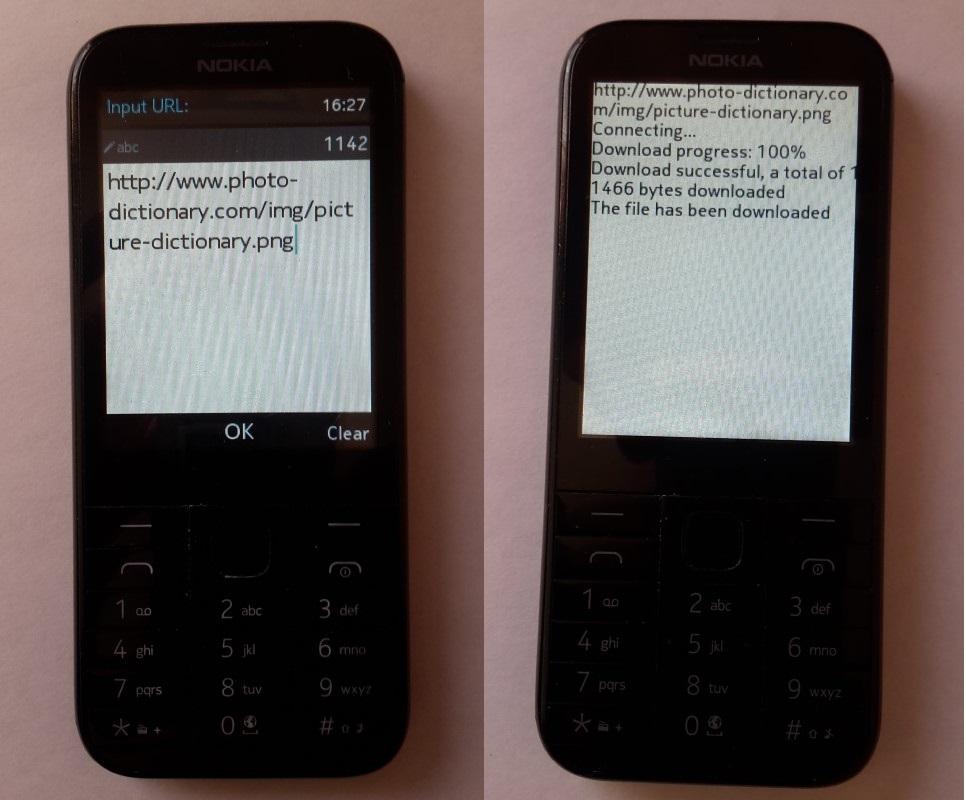 NOKIA
Input URL:
16:27
abc
1142
http://www.photo-
dictionary.com/img/pict
ure-dictionary.png
OK
Clear
1
2 abc
3 def
4 ghi
5 jkl
6 mno
7 pqrs
8 tuv
9 wxyz
* +
0
#
NOKIA
http://www.photo-dictionary.co
m/img/picture-dictionary.png
Connecting...
Download progress: 100%
Download successful, a total of 1
1466 bytes downloaded
The file has been downloaded
1
2 abc
3 def
4 ghi
5 jkl
6 mno
7 pqrs
8 tuv
9 wxyz
* +
0
#